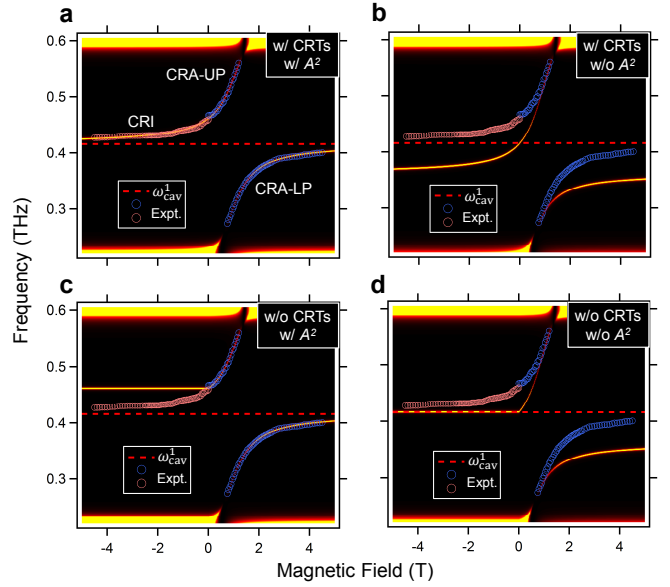 a
w/ CRTs
w/ A²
CRA-UP
CRI
CRA-LP
ω¹cav
Expt.
0.6
0.5
0.4
0.3
b
w/ CRTs
w/o A²
ω¹cav
Expt.
c
w/o CRTs
w/ A²
ω¹cav
Expt.
0.6
0.5
0.4
0.3
-4 -2 0 2 4
d
w/o CRTs
w/o A²
ω¹cav
Expt.
-4 -2 0 2 4
Frequency (THz)
Magnetic Field (T)